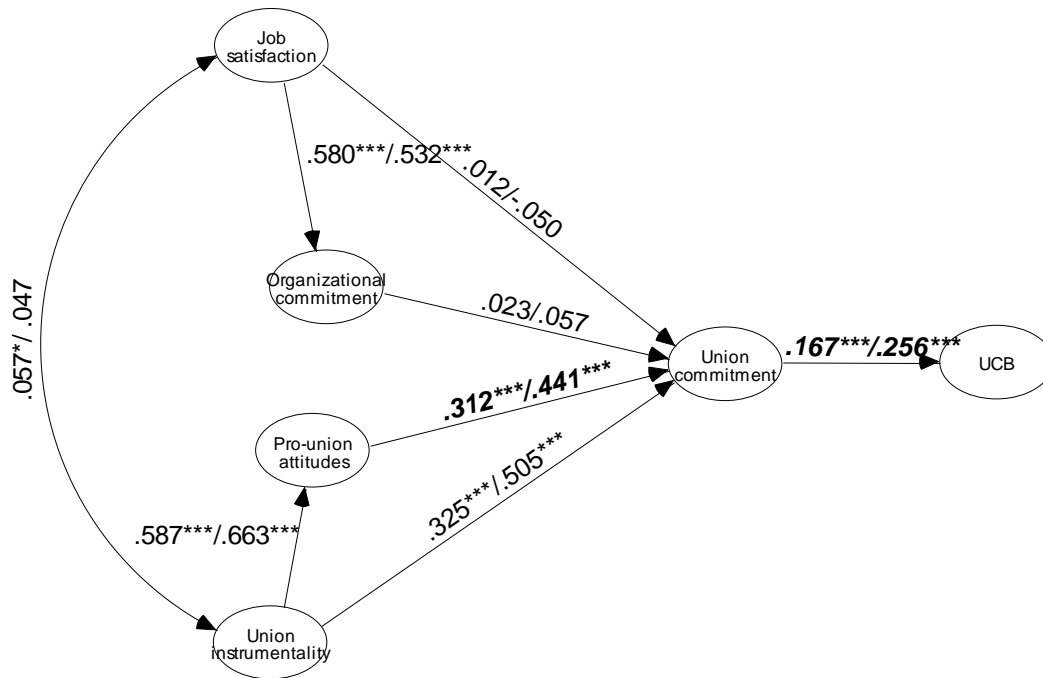 Job
satisfaction
.580***/.532***
.012/-.050
Organizational
commitment
.023/.057
.057*/ .047
Union
commitment
.167***/.256***
UCB
.312***/.441***
Pro-union
attitudes
.325***/.505***
.587***/.663***
Union
instrumentality